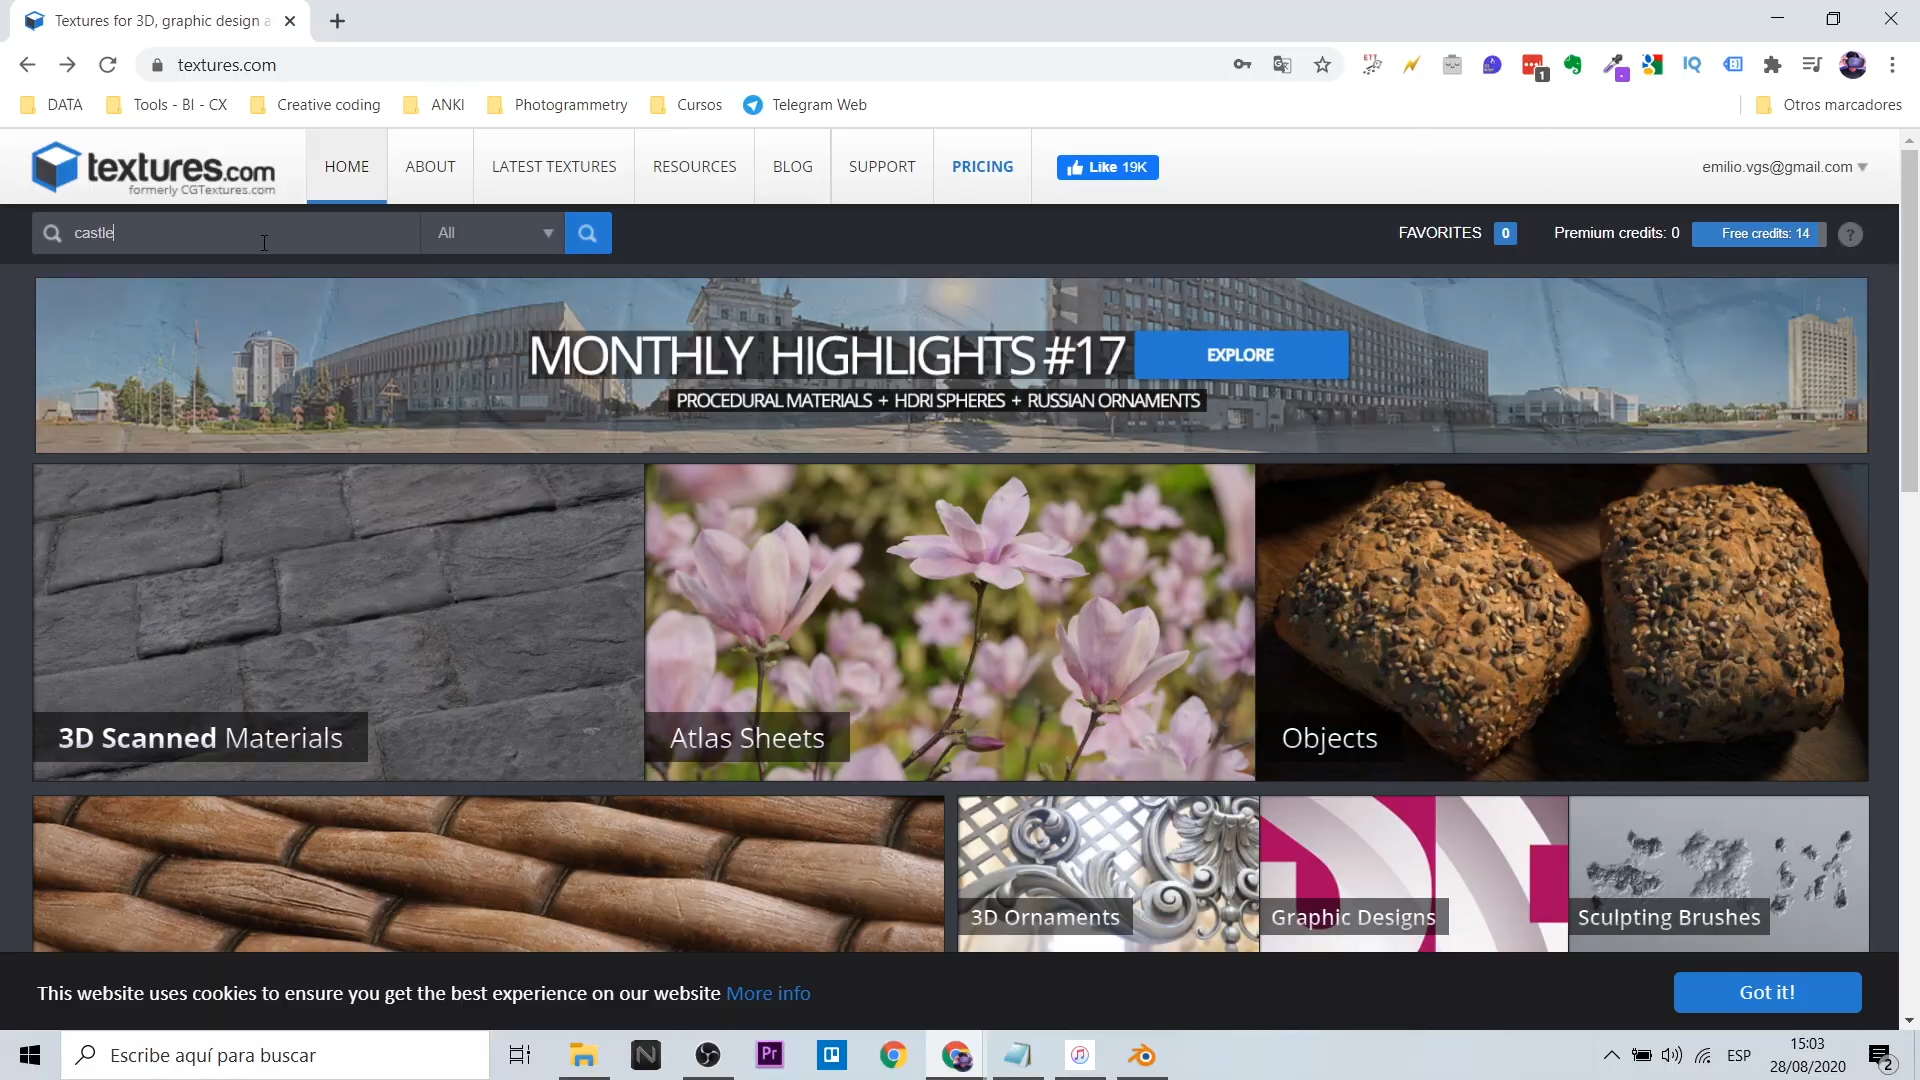 Textures for 3D, graphic design a
textures.com
ETT
1
IQ
DATA
Tools - BI - CX
Creative coding
ANKI
Photogrammetry
Cursos
Telegram Web
Otros marcadores
textures.com
formerly CGTextures.com
HOME
ABOUT
LATEST TEXTURES
RESOURCES
BLOG
SUPPORT
PRICING
Like 19K
emilio.vgs@gmail.com
castle
All
FAVORITES 0
Premium credits: 0
Free credits: 14
?
MONTHLY HIGHLIGHTS #17
EXPLORE
PROCEDURAL MATERIALS + HDRI SPHERES + RUSSIAN ORNAMENTS
3D Scanned Materials
Atlas Sheets
Objects
3D Ornaments
Graphic Designs
Sculpting Brushes
This website uses cookies to ensure you get the best experience on our website More info
Got it!
Escribe aquí para buscar
N
Pr
ESP
15:03
28/08/2020
2